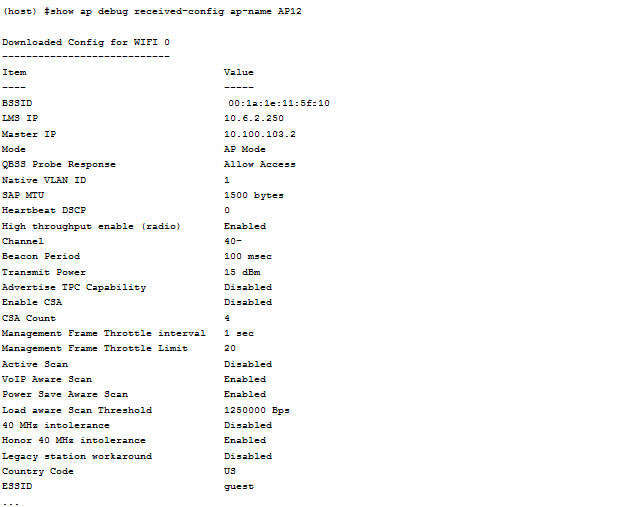 (host) #show ap debug received-config ap-name AP12
Downloaded Config for WIFI 0
----------------------------
Item Value
---- -----
BSSID 00:1a:1e:11:5f:10
LMS IP 10.6.2.250
Master IP 10.100.103.2
Mode AP Mode
QBSS Probe Response Allow Access
Native VLAN ID 1
SAP MTU 1500 bytes
Heartbeat DSCP 0
High throughput enable (radio) Enabled
Channel 40-
Beacon Period 100 msec
Transmit Power 15 dBm
Advertise TPC Capability Disabled
Enable CSA Disabled
CSA Count 4
Management Frame Throttle interval 1 sec
Management Frame Throttle Limit 20
Active Scan Disabled
VoIP Aware Scan Enabled
Power Save Aware Scan Enabled
Load aware Scan Threshold 1250000 Bps
40 MHz intolerance Disabled
Honor 40 MHz intolerance Enabled
Legacy station workaround Disabled
Country Code US
ESSID guest
...